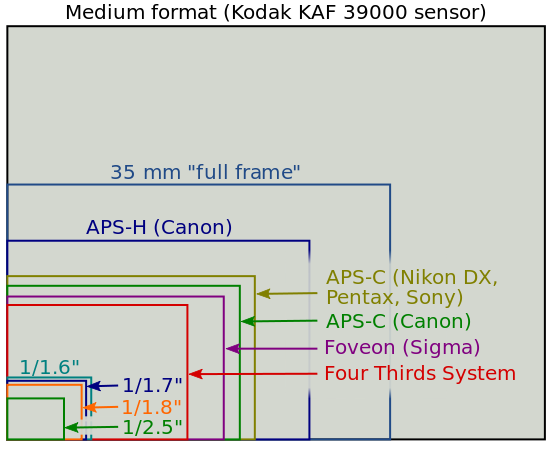 Medium format (Kodak KAF 39000 sensor)
35 mm "full frame"
APS-H (Canon)
APS-C (Nikon DX,
Pentax, Sony)
APS-C (Canon)
Foveon (Sigma)
Four Thirds System
1/1.6"
1/1.7"
1/1.8"
1/2.5"